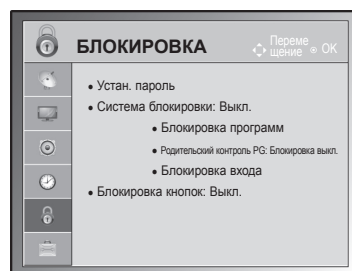 БЛОКИРОВКА
Переме
щение
OK
• Устан. пароль
• Система блокировки: Выкл.
• Блокировка программ
• Родительский контроль PG: Блокировка выкл.
• Блокировка входа
• Блокировка кнопок: Выкл.